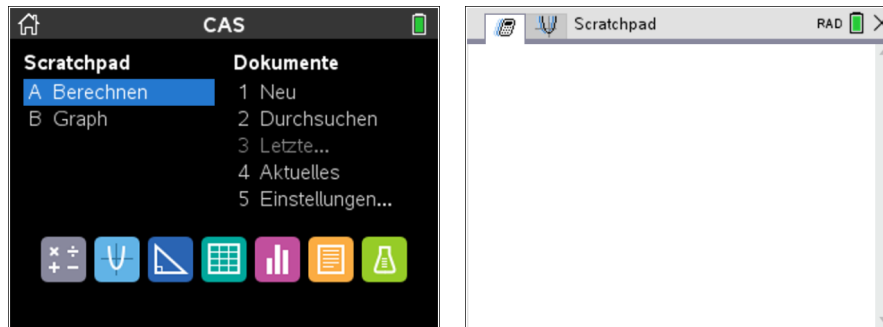 CAS
Scratchpad
A Berechnen
B Graph
Dokumente
1 Neu
2 Durchsuchen
3 Letzte...
4 Aktuelles
5 Einstellungen...
Scratchpad
RAD